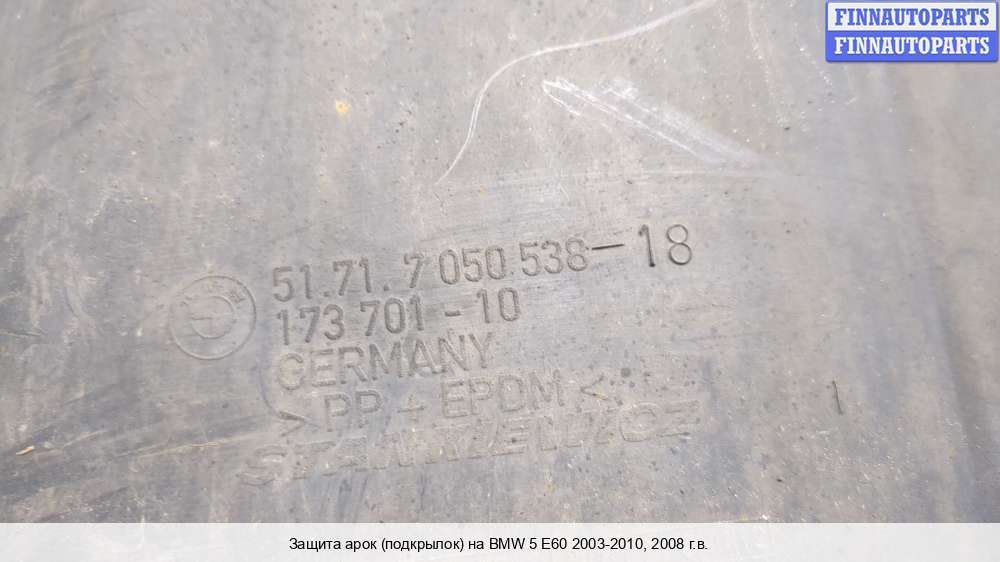 FINNAUTOPARTS
FINNAUTOPARTS
51.71.7 050 538-18
173 701-10
GERMANY
> PP + EPDM <
STANKIEWICZ
1
Защита арок (подкрылок) на BMW 5 E60 2003-2010, 2008 г.в.